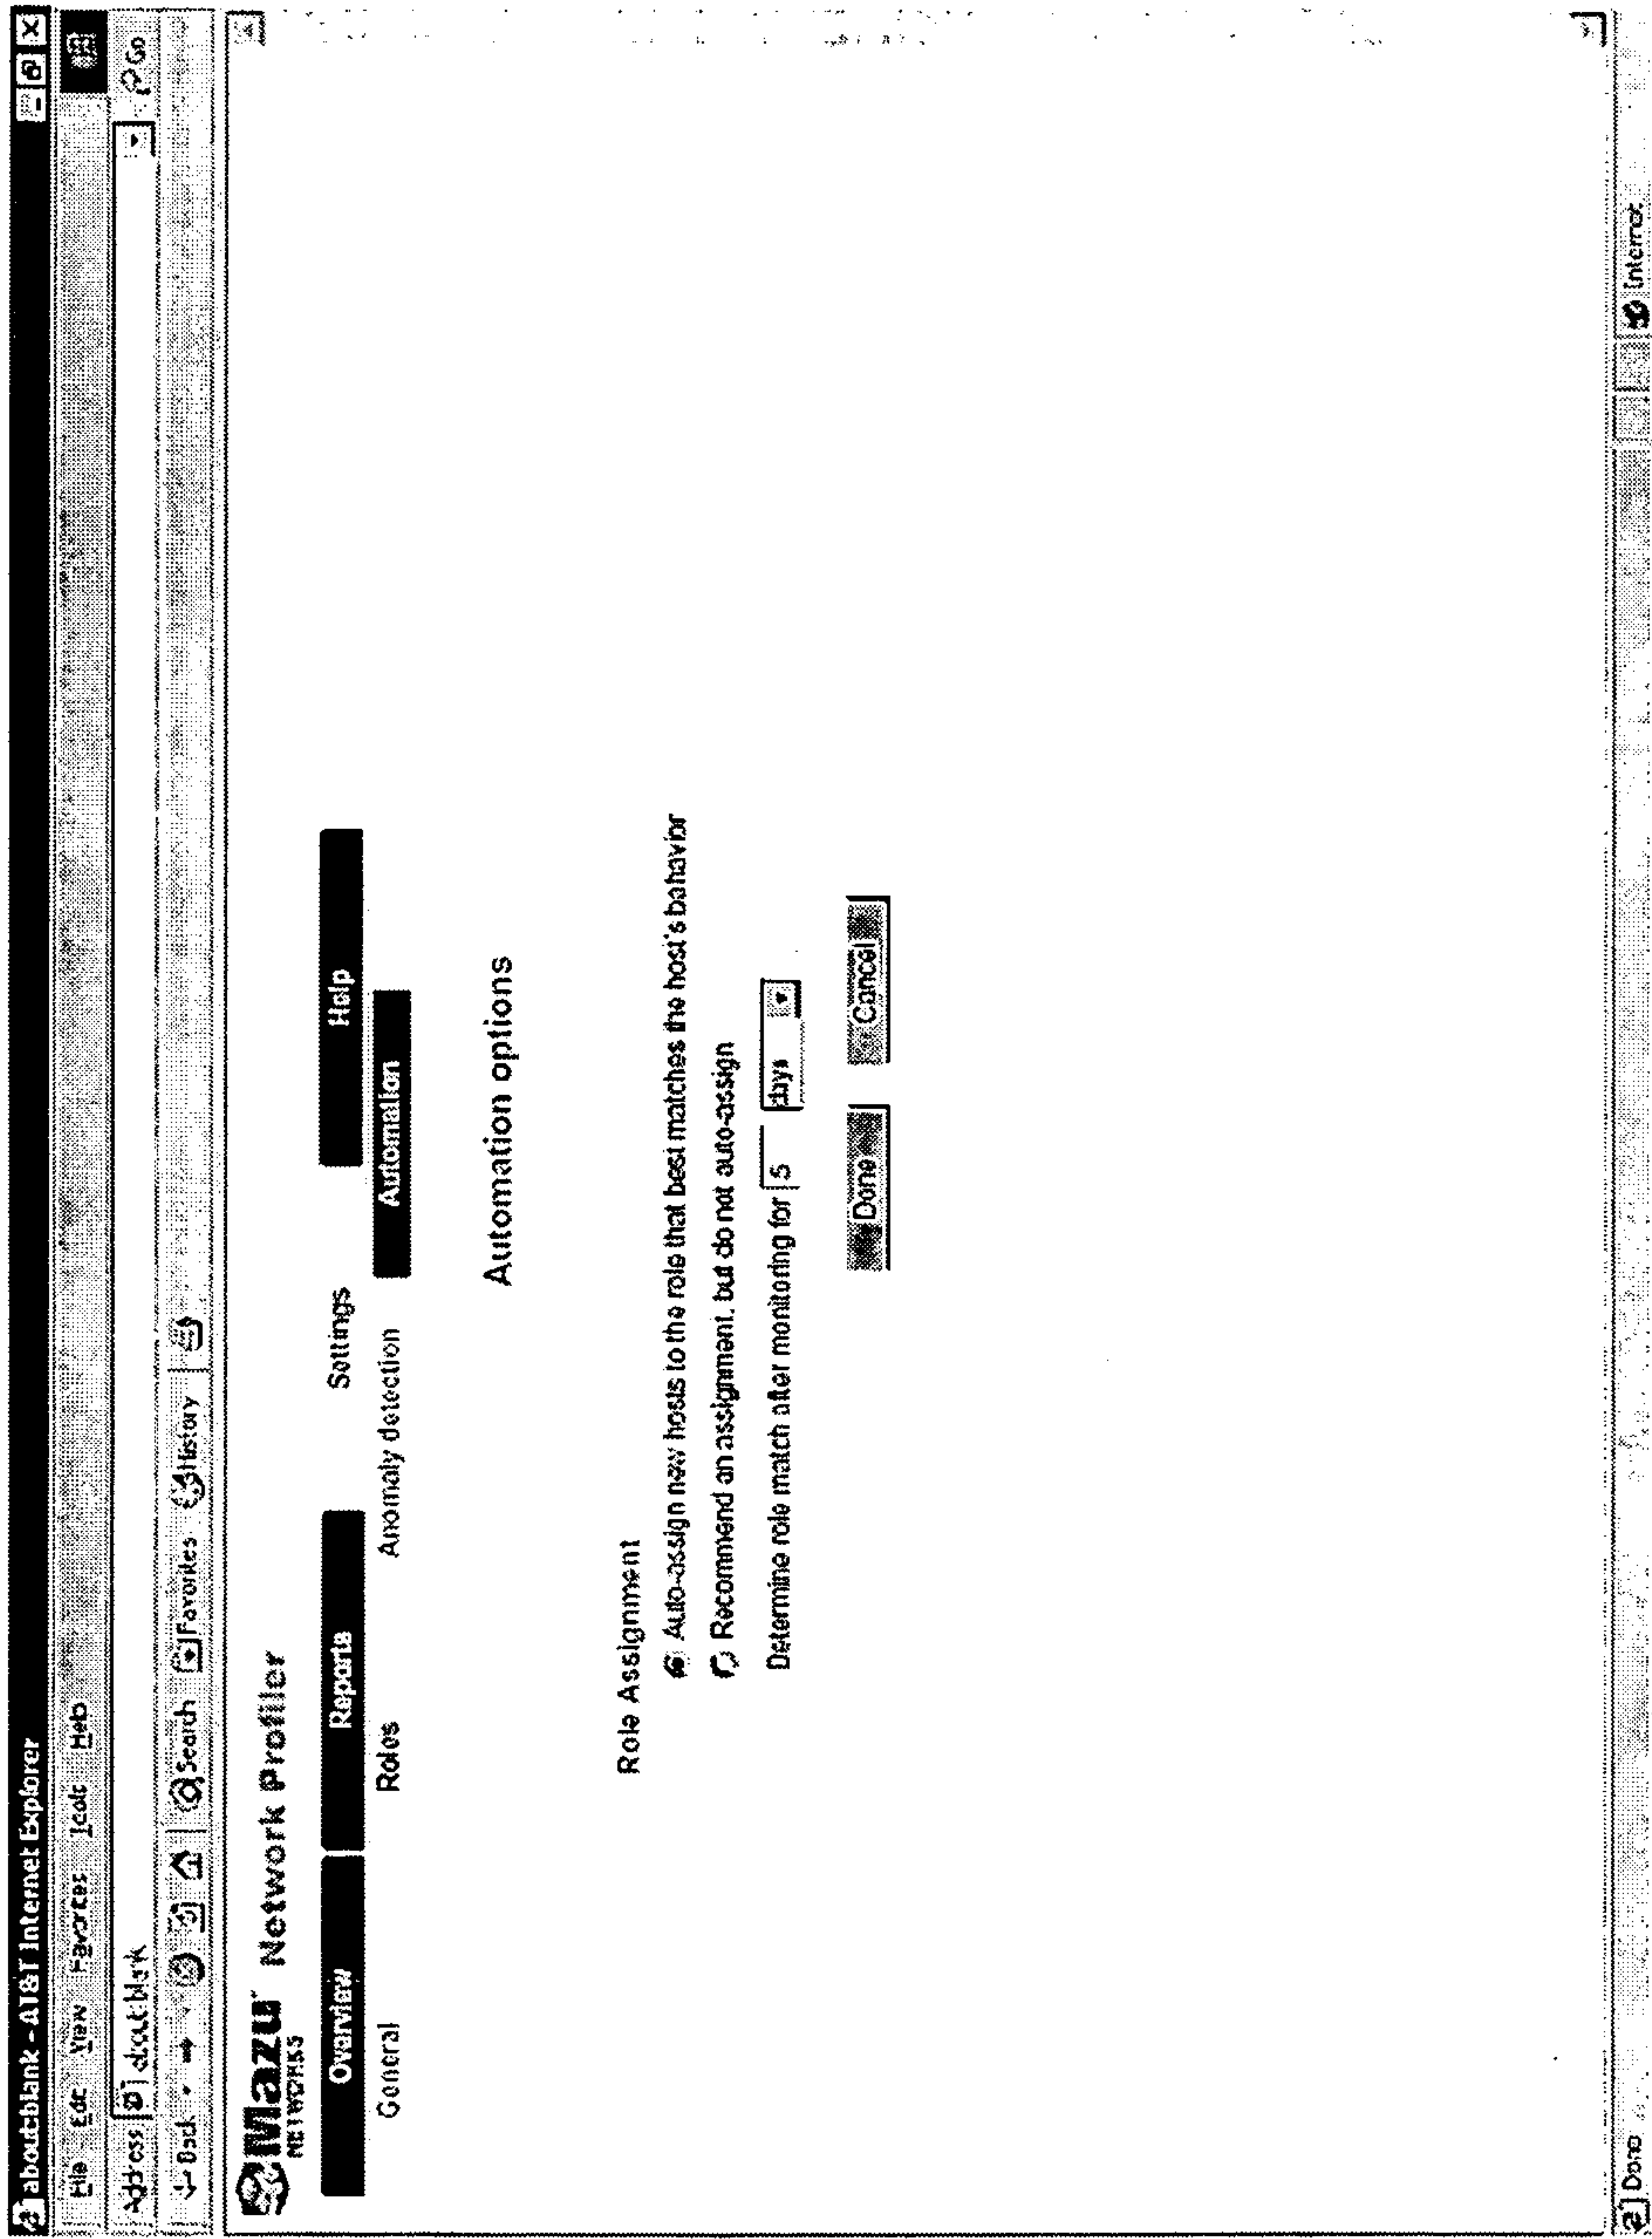 about:blank - AT&T Internet Explorer
File Edit View Favorites Tools Help
Address about:blank Go
Back Search Favorites History
Mazu NETWORKS Network Profiler
Overview Reports Settings Help
General Roles Anomaly detection Automation
Automation options
Role Assignment
Auto-assign new hosts to the role that best matches the host's behavior
Recommend an assignment, but do not auto-assign
Determine role match after monitoring for 5 days
Done Cancel
Done Internet